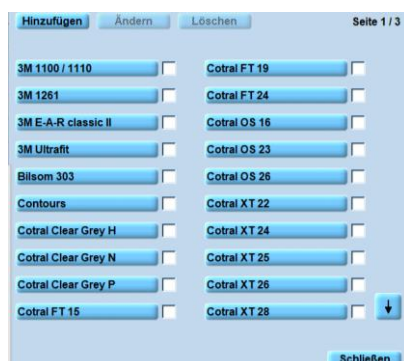 Hinzufügen Ändern Löschen Seite 1 / 3
3M 1100 / 1110
3M 1261
3M E-A-R classic II
3M Ultrafit
Bilsom 303
Contours
Cotral Clear Grey H
Cotral Clear Grey N
Cotral Clear Grey P
Cotral FT 15
Cotral FT 19
Cotral FT 24
Cotral OS 16
Cotral OS 23
Cotral OS 26
Cotral XT 22
Cotral XT 24
Cotral XT 25
Cotral XT 26
Cotral XT 28
Schließen